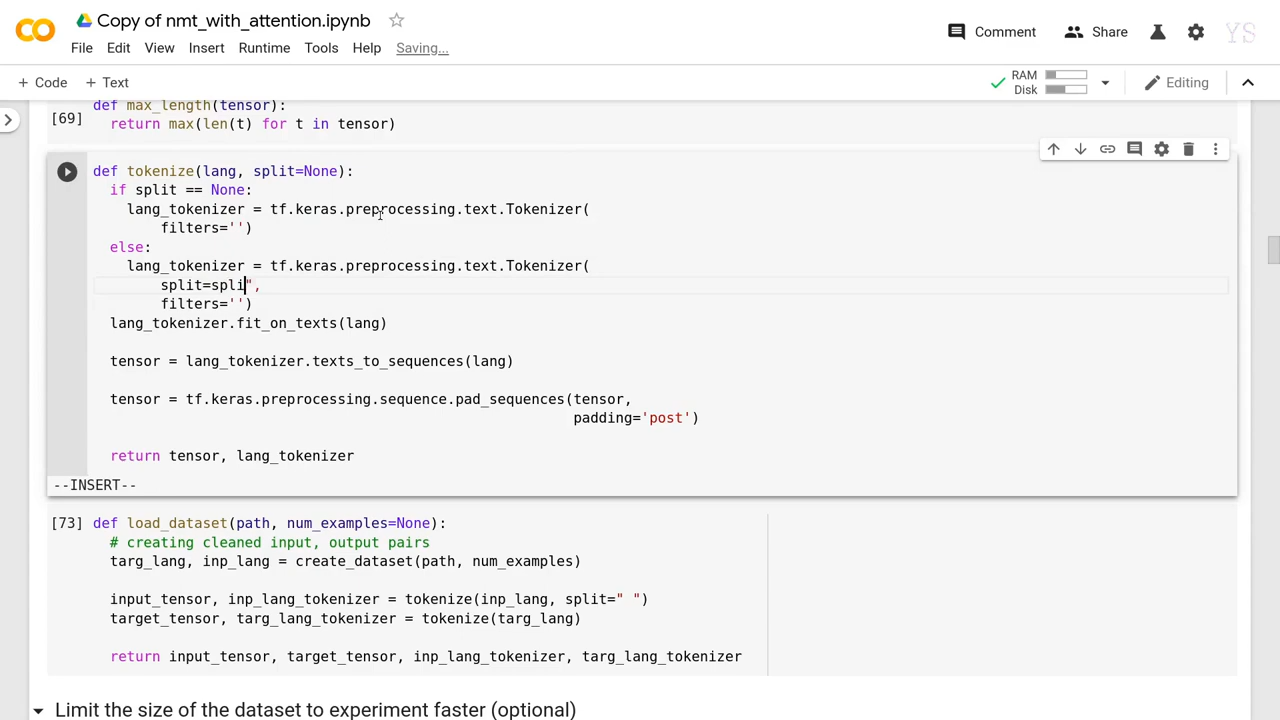 Copy of nmt_with_attention.ipynb
File Edit View Insert Runtime Tools Help Saving...
Comment Share YS
+ Code + Text
RAM
Disk
Editing
def max_length(tensor):
[69]
  return max(len(t) for t in tensor)
def tokenize(lang, split=None):
  if split == None:
    lang_tokenizer = tf.keras.preprocessing.text.Tokenizer(
        filters='')
  else:
    lang_tokenizer = tf.keras.preprocessing.text.Tokenizer(
        split=spli",
        filters='')
  lang_tokenizer.fit_on_texts(lang)
  tensor = lang_tokenizer.texts_to_sequences(lang)
  tensor = tf.keras.preprocessing.sequence.pad_sequences(tensor,
                                                         padding='post')
  return tensor, lang_tokenizer
--INSERT--
[73] def load_dataset(path, num_examples=None):
  # creating cleaned input, output pairs
  targ_lang, inp_lang = create_dataset(path, num_examples)
  input_tensor, inp_lang_tokenizer = tokenize(inp_lang, split=" ")
  target_tensor, targ_lang_tokenizer = tokenize(targ_lang)
  return input_tensor, target_tensor, inp_lang_tokenizer, targ_lang_tokenizer
Limit the size of the dataset to experiment faster (optional)